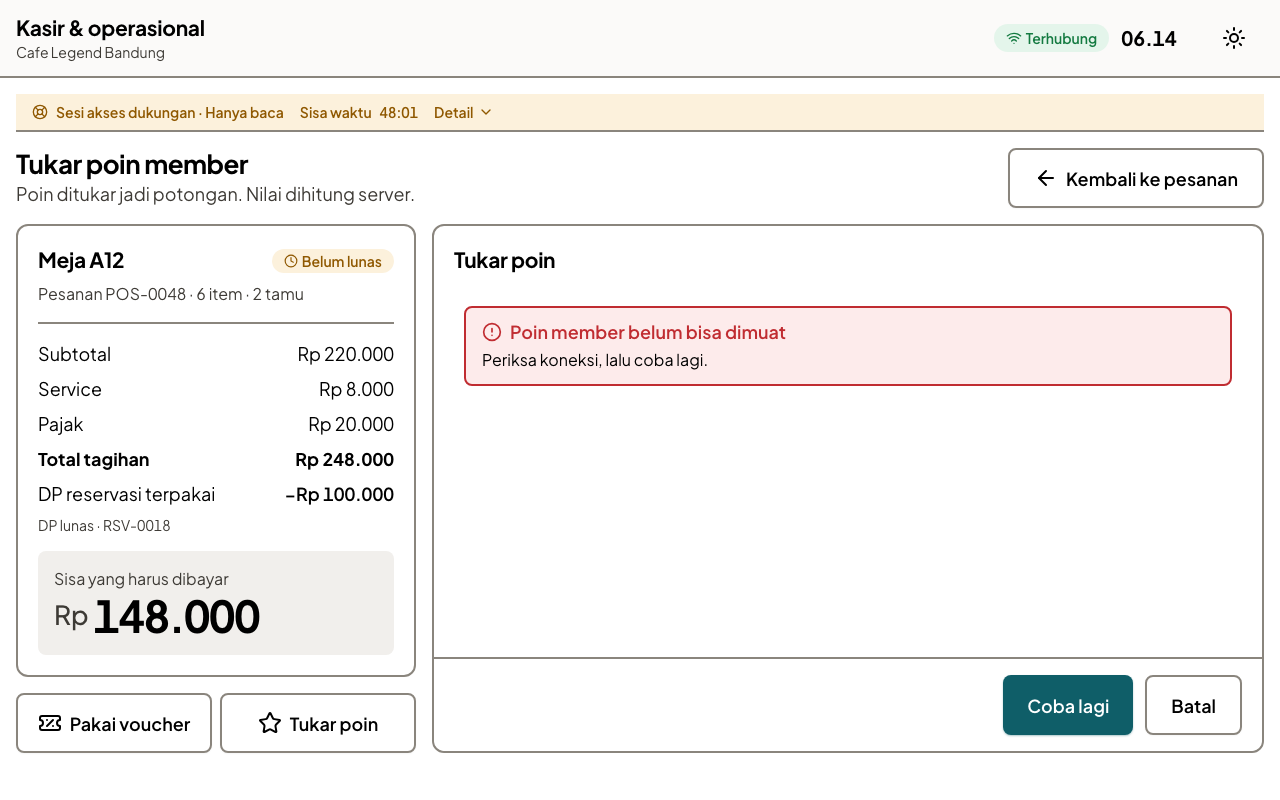 Kasir & operasional
Cafe Legend Bandung
Terhubung
06.14
Sesi akses dukungan · Hanya baca
Sisa waktu 48:01
Detail
Tukar poin member
Poin ditukar jadi potongan. Nilai dihitung server.
Kembali ke pesanan
Meja A12
Belum lunas
Pesanan POS-0048 · 6 item · 2 tamu
Subtotal Rp 220.000
Service Rp 8.000
Pajak Rp 20.000
Total tagihan Rp 248.000
DP reservasi terpakai −Rp 100.000
DP lunas · RSV-0018
Sisa yang harus dibayar
Rp 148.000
Pakai voucher
Tukar poin
Tukar poin
Poin member belum bisa dimuat
Periksa koneksi, lalu coba lagi.
Coba lagi
Batal